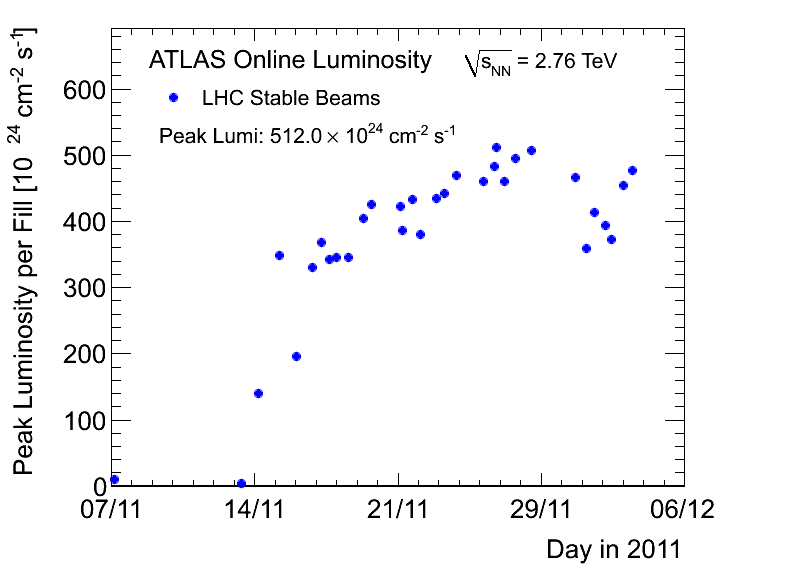 ATLAS Online Luminosity √sNN = 2.76 TeV
LHC Stable Beams
Peak Lumi: 512.0 × 10^24 cm^-2 s^-1
Peak Luminosity per Fill [10^24 cm^-2 s^-1]
600
500
400
300
200
100
0
07/11 14/11 21/11 29/11 06/12
Day in 2011